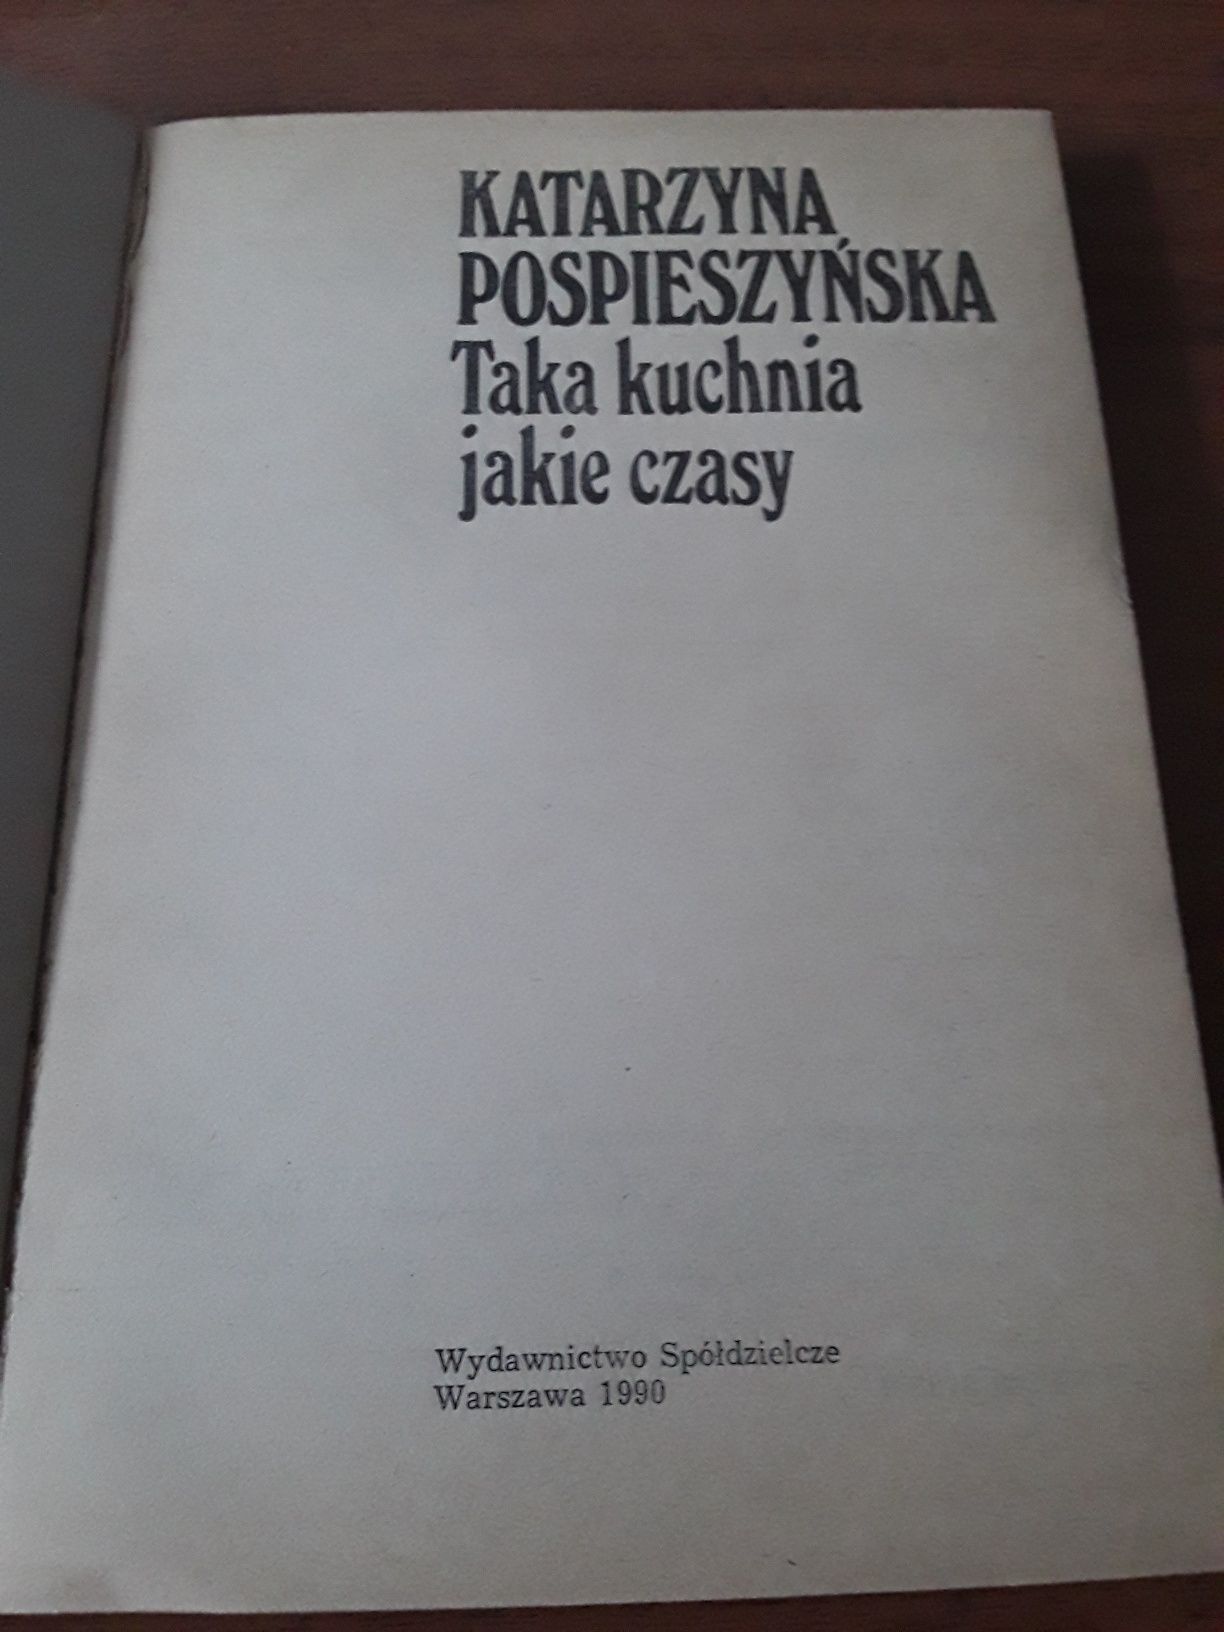 KATARZYNA
POSPIESZYŃSKA
Taka kuchnia
jakie czasy
Wydawnictwo Spółdzielcze
Warszawa 1990